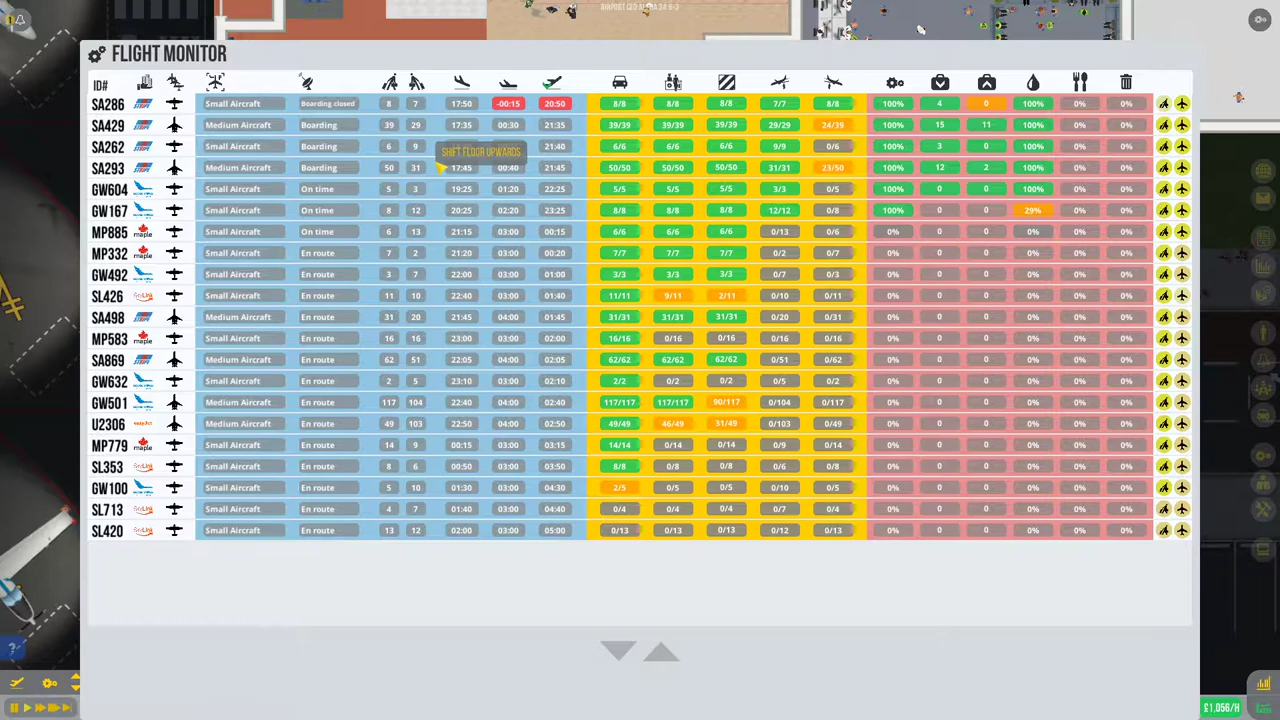 AIRPORT CEO ALPHA 34.6-3
FLIGHT MONITOR
ID#
SA286 Small Aircraft Boarding closed 8 7 17:50 -00:15 20:50 8/8 8/8 8/8 7/7 8/8 100% 4 0 100% 0% 0%
SA429 Medium Aircraft Boarding 39 29 17:35 00:30 21:35 39/39 39/39 39/39 29/29 24/39 100% 15 11 100% 0% 0%
SA262 Small Aircraft Boarding 6 9 21:40 6/6 6/6 6/6 9/9 0/6 100% 3 0 100% 0% 0%
SHIFT FLOOR UPWARDS
SA293 Medium Aircraft Boarding 50 31 17:45 00:40 21:45 50/50 50/50 50/50 31/31 23/50 100% 12 2 100% 0% 0%
GW604 Small Aircraft On time 5 3 19:25 01:20 22:25 5/5 5/5 5/5 3/3 0/5 100% 0 0 100% 0% 0%
GW167 Small Aircraft On time 8 12 20:25 02:20 23:25 8/8 8/8 8/8 12/12 0/8 100% 0 0 29% 0% 0%
MP885 maple Small Aircraft On time 6 13 21:15 03:00 00:15 6/6 6/6 6/6 0/13 0/6 0% 0 0 0% 0% 0%
MP332 maple Small Aircraft En route 7 2 21:20 03:00 00:20 7/7 7/7 7/7 0/2 0/7 0% 0 0 0% 0% 0%
GW492 Small Aircraft En route 3 7 22:00 03:00 01:00 3/3 3/3 3/3 0/7 0/3 0% 0 0 0% 0% 0%
SL426 Small Aircraft En route 11 10 22:40 03:00 01:40 11/11 9/11 2/11 0/10 0/11 0% 0 0 0% 0% 0%
SA498 Medium Aircraft En route 31 20 21:45 04:00 01:45 31/31 31/31 31/31 0/20 0/31 0% 0 0 0% 0% 0%
MP583 maple Small Aircraft En route 16 16 23:00 03:00 02:00 16/16 0/16 0/16 0/16 0/16 0% 0 0 0% 0% 0%
SA869 Medium Aircraft En route 62 51 22:05 04:00 02:05 62/62 62/62 62/62 0/51 0/62 0% 0 0 0% 0% 0%
GW632 Small Aircraft En route 2 5 23:10 03:00 02:10 2/2 0/2 0/2 0/5 0/2 0% 0 0 0% 0% 0%
GW501 Medium Aircraft En route 117 104 22:40 04:00 02:40 117/117 117/117 90/117 0/104 0/117 0% 0 0 0% 0% 0%
U2306 Medium Aircraft En route 49 103 22:50 04:00 02:50 49/49 46/49 31/49 0/103 0/49 0% 0 0 0% 0% 0%
MP779 maple Small Aircraft En route 14 9 00:15 03:00 03:15 14/14 0/14 0/14 0/9 0/14 0% 0 0 0% 0% 0%
SL353 Small Aircraft En route 8 6 00:50 03:00 03:50 8/8 0/8 0/8 0/6 0/8 0% 0 0 0% 0% 0%
GW100 Small Aircraft En route 5 10 01:30 03:00 04:30 2/5 0/5 0/5 0/10 0/5 0% 0 0 0% 0% 0%
SL713 Small Aircraft En route 4 7 01:40 03:00 04:40 0/4 0/4 0/4 0/7 0/4 0% 0 0 0% 0% 0%
SL420 Small Aircraft En route 13 12 02:00 03:00 05:00 0/13 0/13 0/13 0/12 0/13 0% 0 0 0% 0% 0%
?
£1,056/H